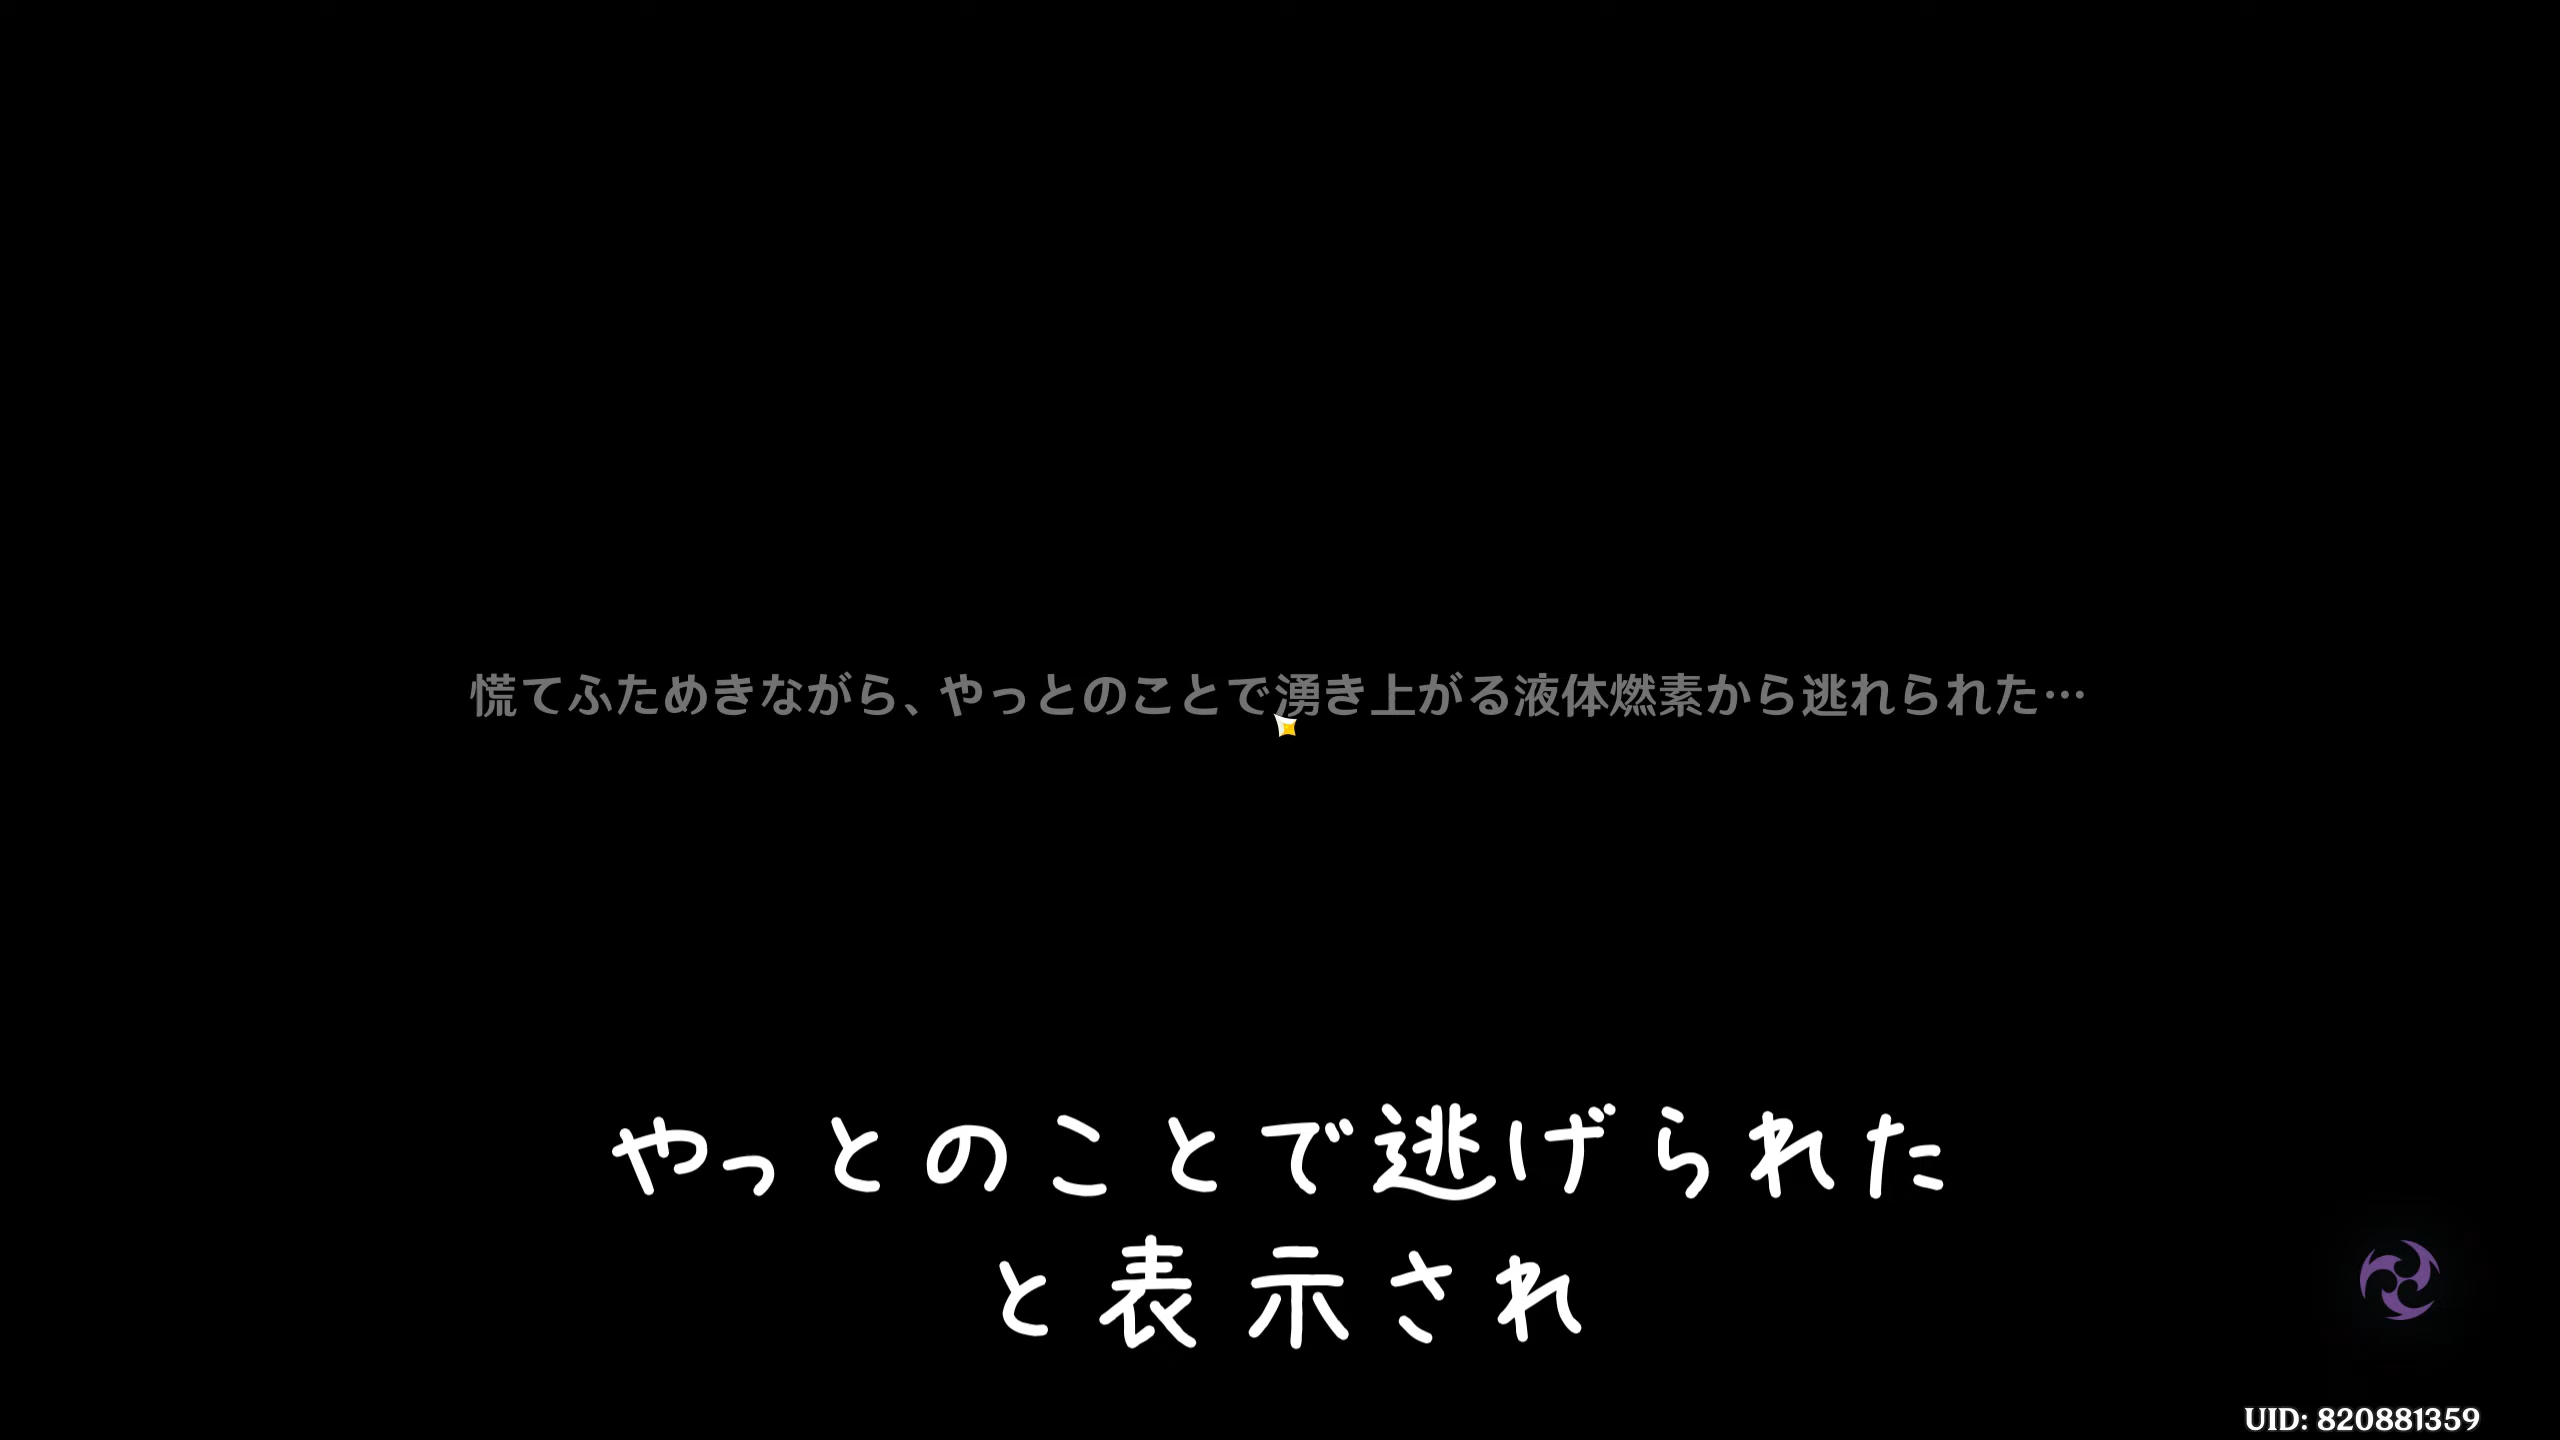 慌てふためきながら、やっとのことで湧き上がる液体燃素から逃れられた…
やっとのことで逃げられた
と表示され
UID: 820881359